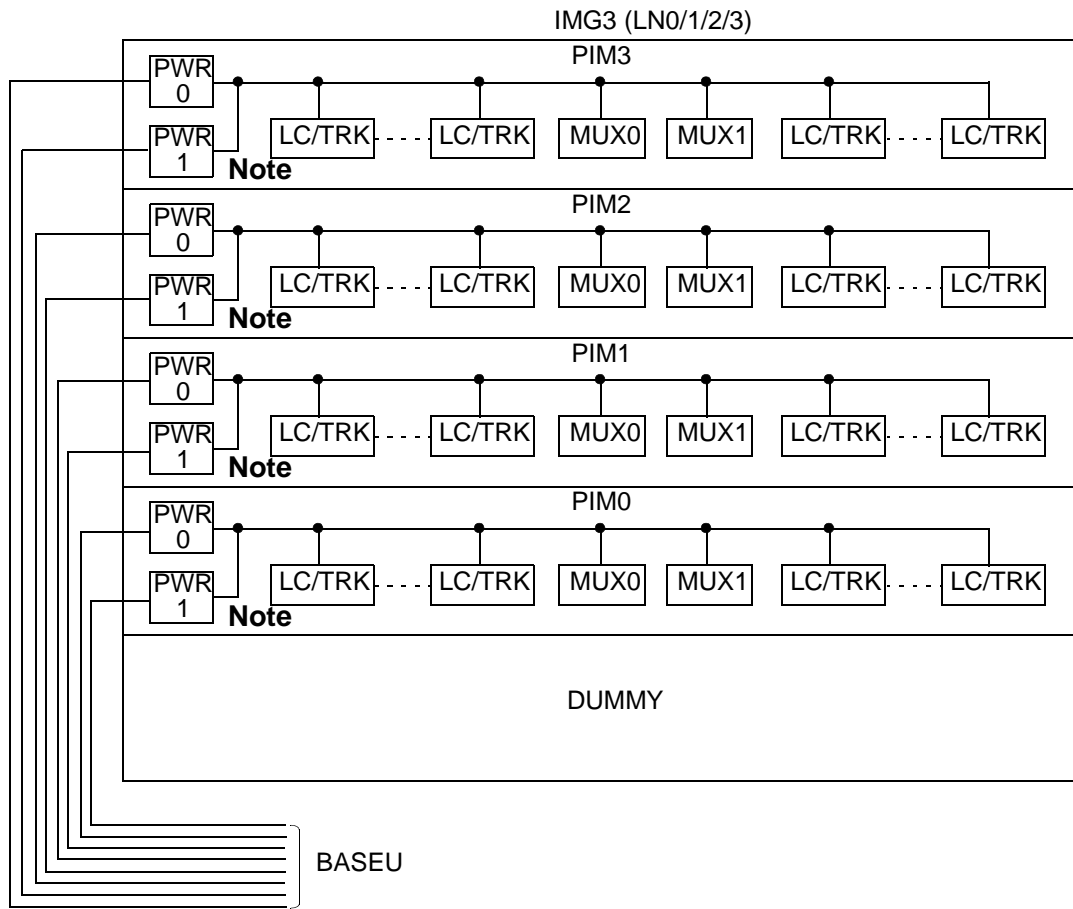 IMG3 (LN0/1/2/3)
PIM3
PWR
0
LC/TRK LC/TRK MUX0 MUX1 LC/TRK LC/TRK
PWR
1
Note
PIM2
PWR
0
LC/TRK LC/TRK MUX0 MUX1 LC/TRK LC/TRK
PWR
1
Note
PIM1
PWR
0
LC/TRK LC/TRK MUX0 MUX1 LC/TRK LC/TRK
PWR
1
Note
PIM0
PWR
0
LC/TRK LC/TRK MUX0 MUX1 LC/TRK LC/TRK
PWR
1
Note
DUMMY
BASEU